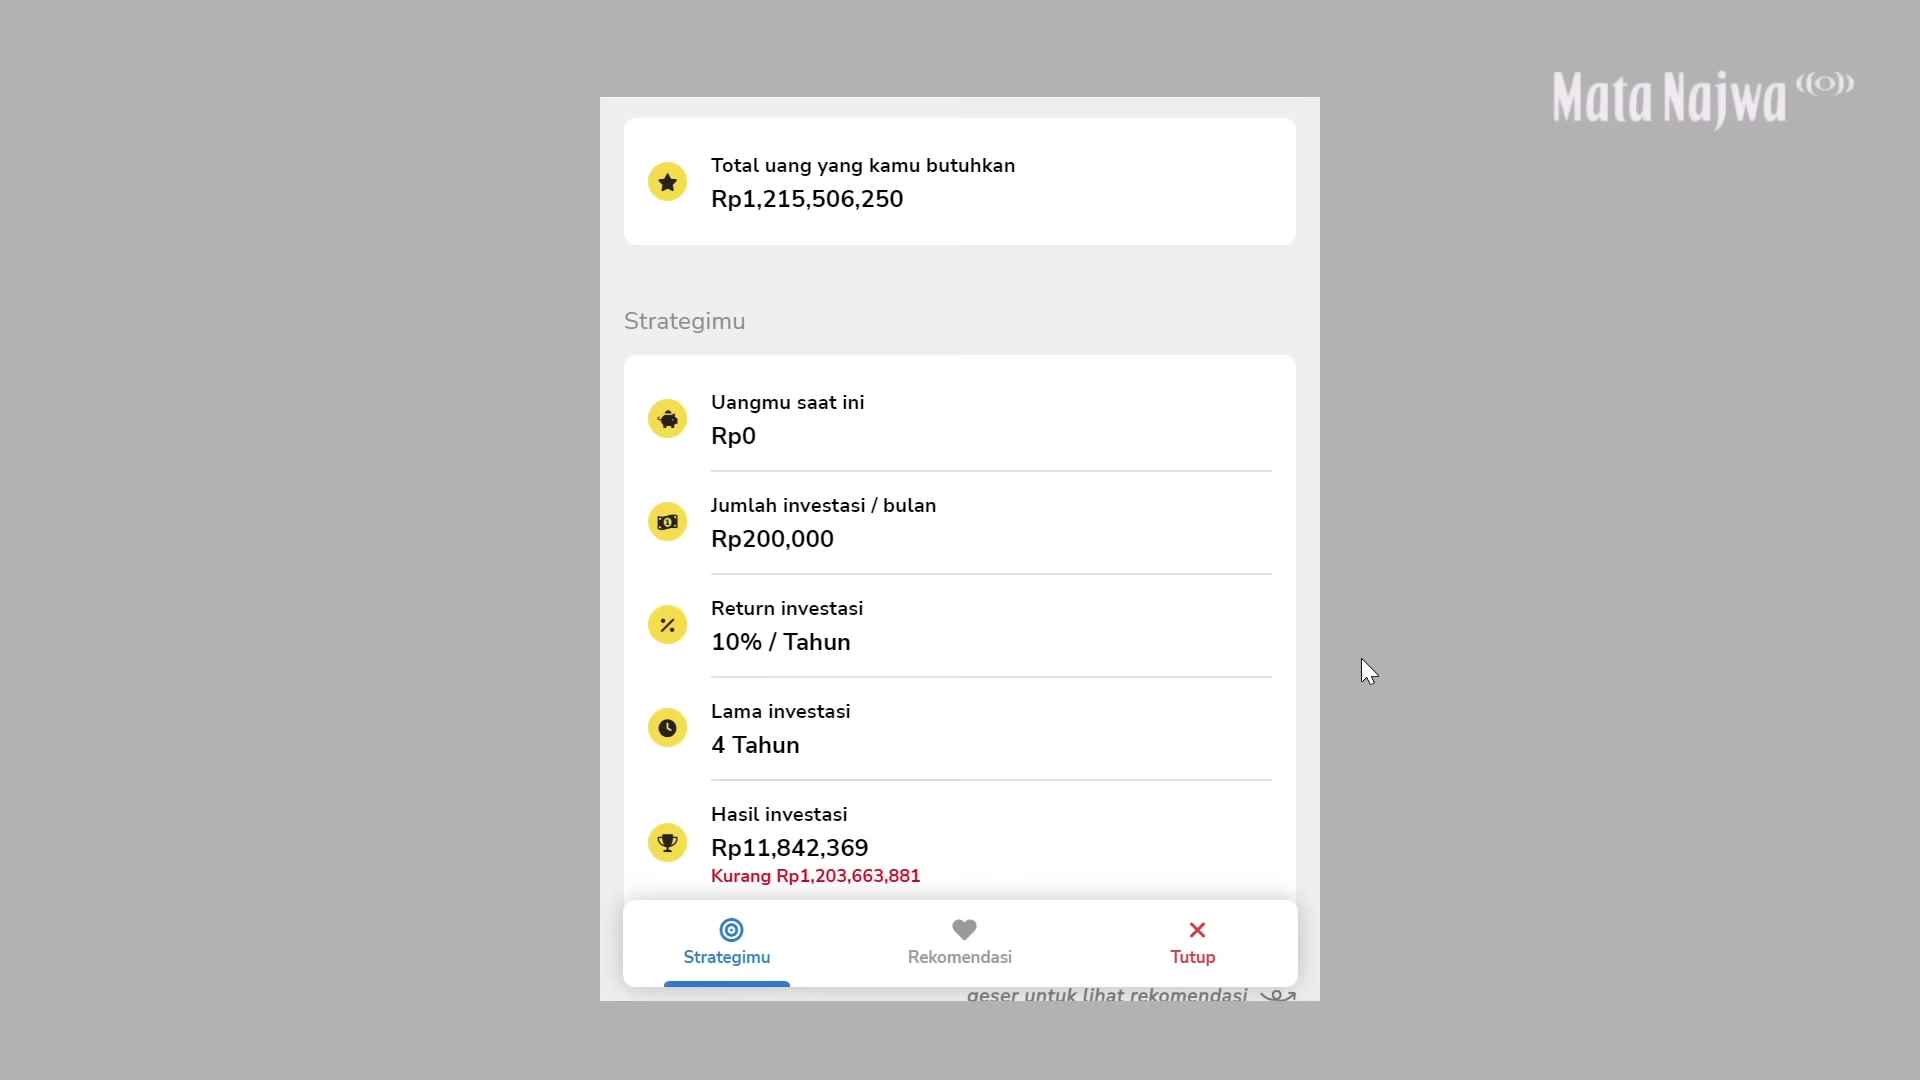 Mata Najwa
Total uang yang kamu butuhkan
Rp1,215,506,250
Strategimu
Uangmu saat ini
Rp0
Jumlah investasi / bulan
Rp200,000
Return investasi
10% / Tahun
Lama investasi
4 Tahun
Hasil investasi
Rp11,842,369
Kurang Rp1,203,663,881
Strategimu
Rekomendasi
Tutup
geser untuk lihat rekomendasi